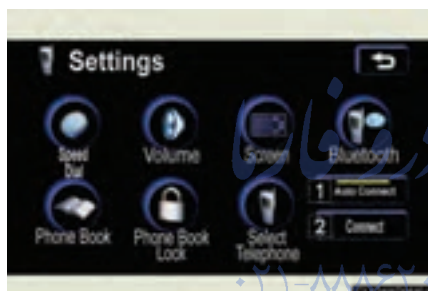 Settings
Speed Dial
Volume
Screen
Bluetooth
1 Auto Connect
2 Connect
Phone Book
Phone Book Lock
Select Telephone